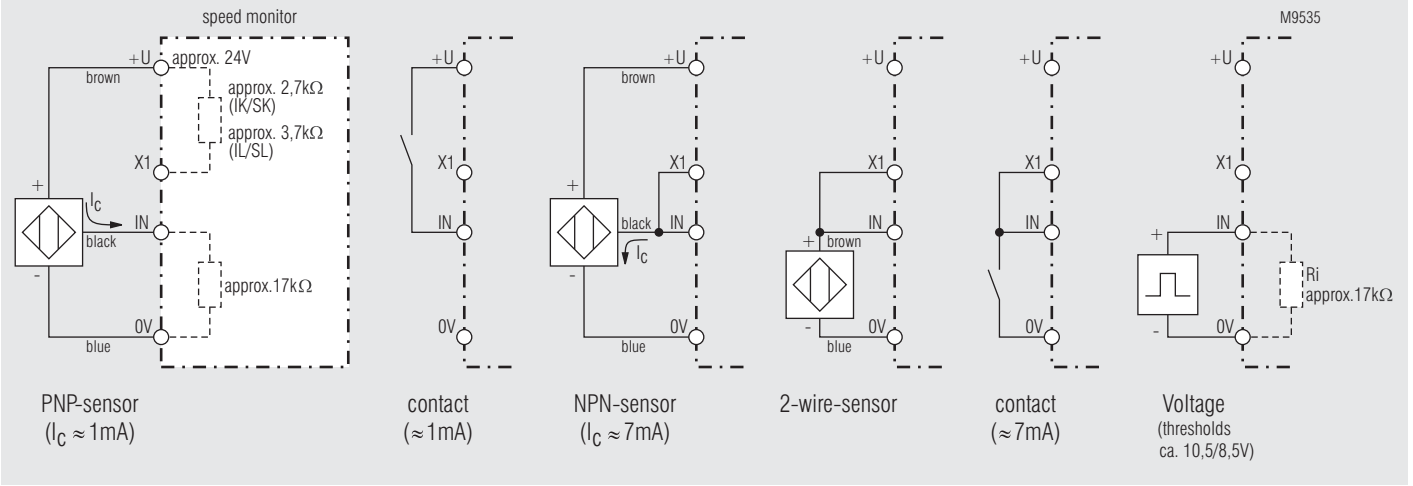 speed monitor
M9535
+U
approx. 24V
brown
approx. 2,7kΩ
(IK/SK)
approx. 3,7kΩ
(IL/SL)
X1
+
IC
IN
black
-
approx.17kΩ
0V
blue
PNP-sensor
(IC ≈ 1mA)
+U
X1
IN
0V
contact
(≈ 1mA)
+U
brown
X1
+
black
IN
IC
-
0V
blue
NPN-sensor
(IC ≈ 7mA)
+U
X1
IN
+
brown
-
0V
blue
2-wire-sensor
+U
X1
IN
0V
contact
(≈ 7mA)
+U
X1
IN
+
Ri
approx.17kΩ
-
0V
Voltage
(thresholds
ca. 10,5/8,5V)